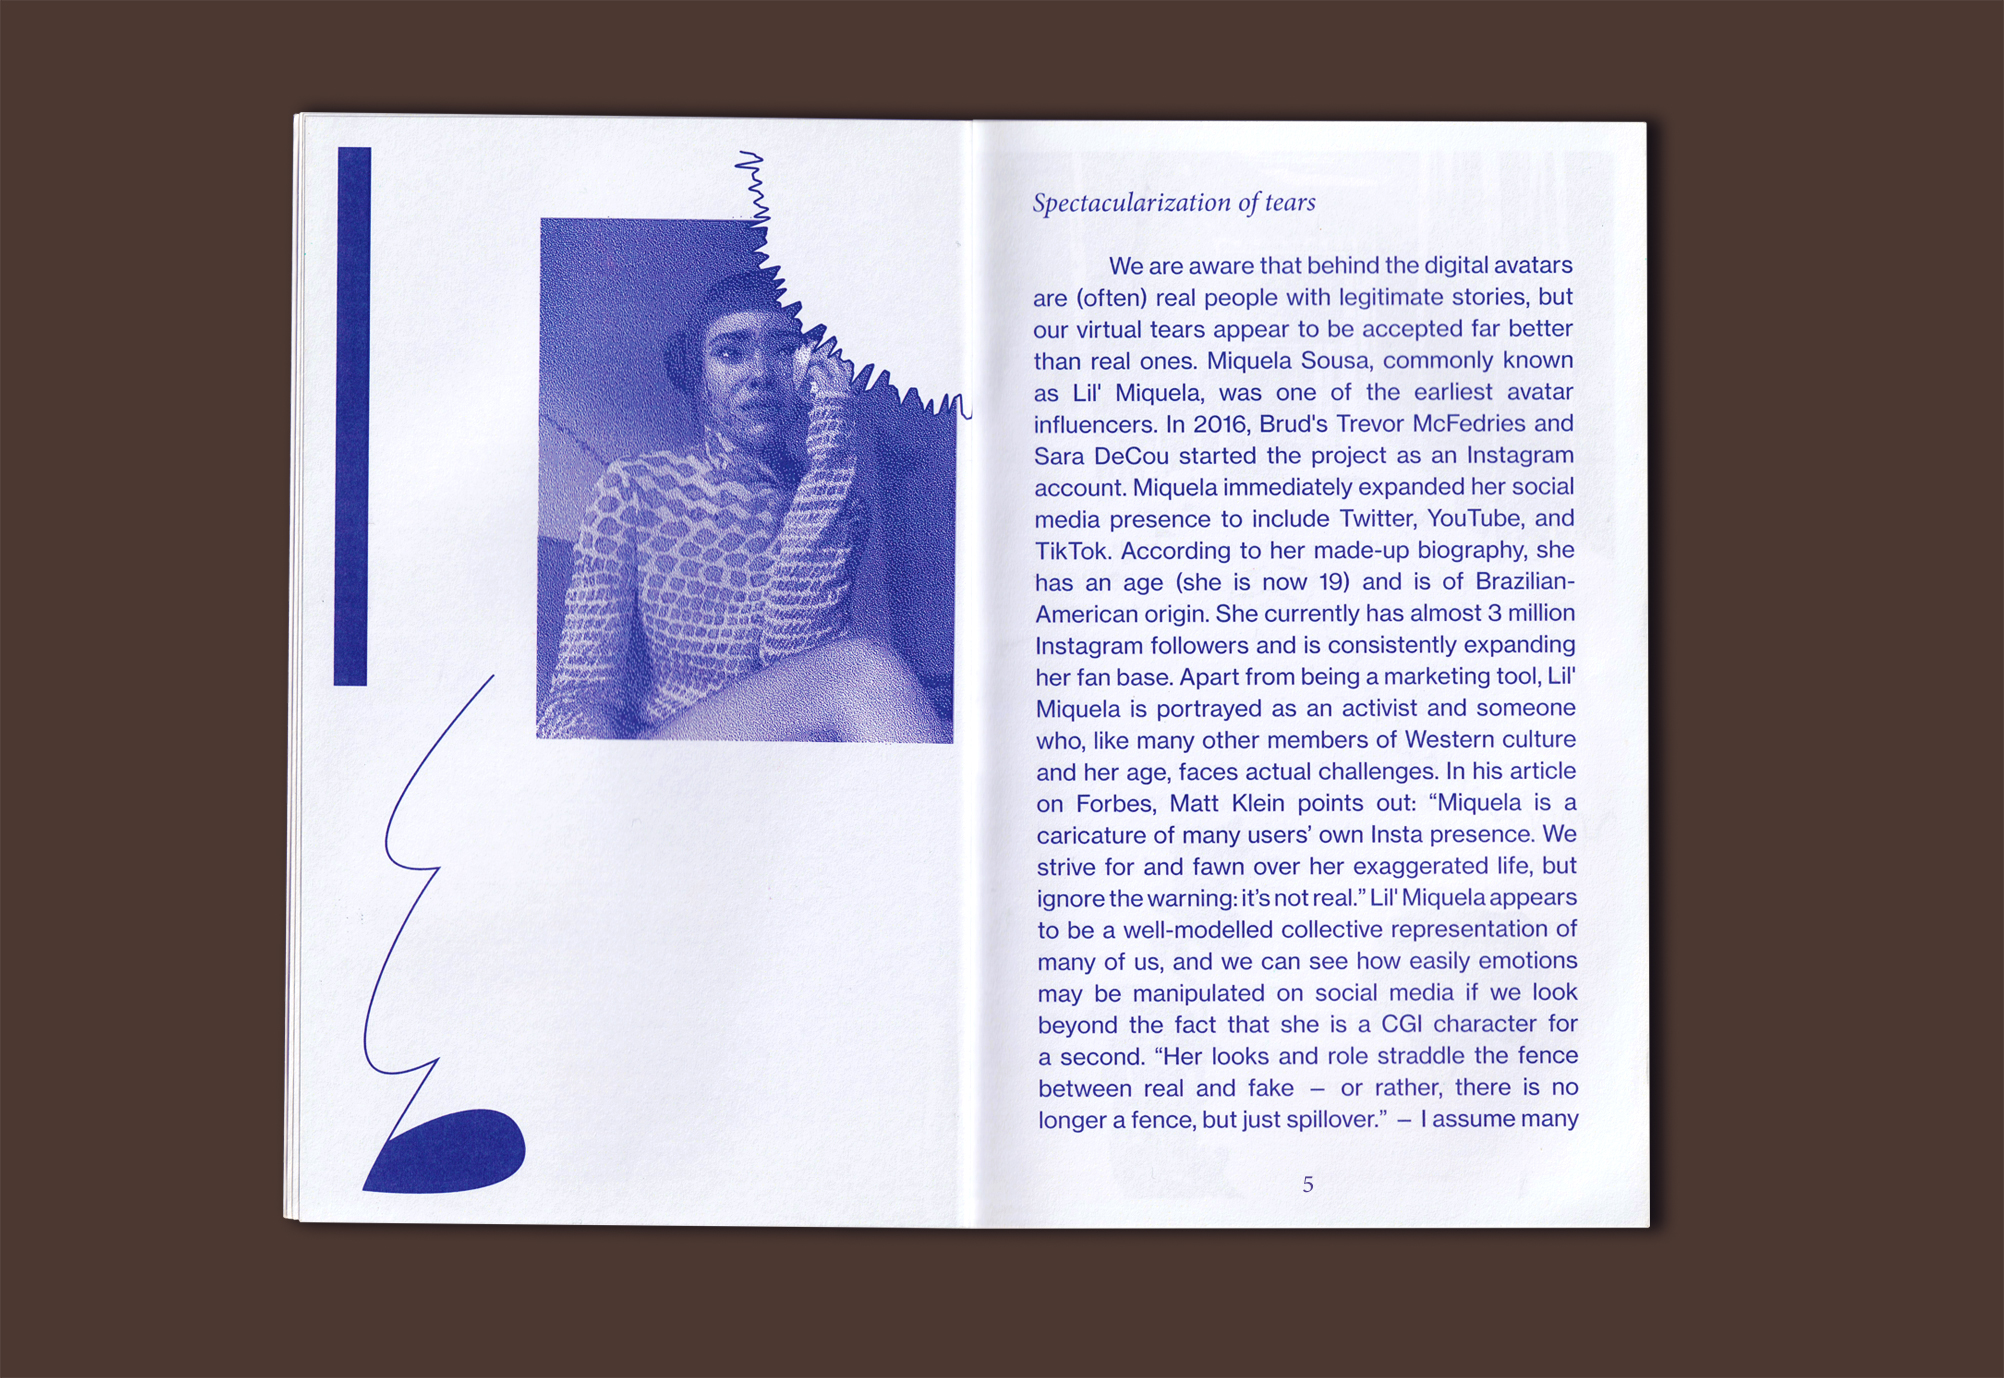 Spectacularization of tears
We are aware that behind the digital avatars
are (often) real people with legitimate stories, but
our virtual tears appear to be accepted far better
than real ones. Miquela Sousa, commonly known
as Lil' Miquela, was one of the earliest avatar
influencers. In 2016, Brud's Trevor McFedries and
Sara DeCou started the project as an Instagram
account. Miquela immediately expanded her social
media presence to include Twitter, YouTube, and
TikTok. According to her made-up biography, she
has an age (she is now 19) and is of Brazilian-
American origin. She currently has almost 3 million
Instagram followers and is consistently expanding
her fan base. Apart from being a marketing tool, Lil'
Miquela is portrayed as an activist and someone
who, like many other members of Western culture
and her age, faces actual challenges. In his article
on Forbes, Matt Klein points out: “Miquela is a
caricature of many users’ own Insta presence. We
strive for and fawn over her exaggerated life, but
ignore the warning: it’s not real.” Lil' Miquela appears
to be a well-modelled collective representation of
many of us, and we can see how easily emotions
may be manipulated on social media if we look
beyond the fact that she is a CGI character for
a second. “Her looks and role straddle the fence
between real and fake – or rather, there is no
longer a fence, but just spillover.” – I assume many
5